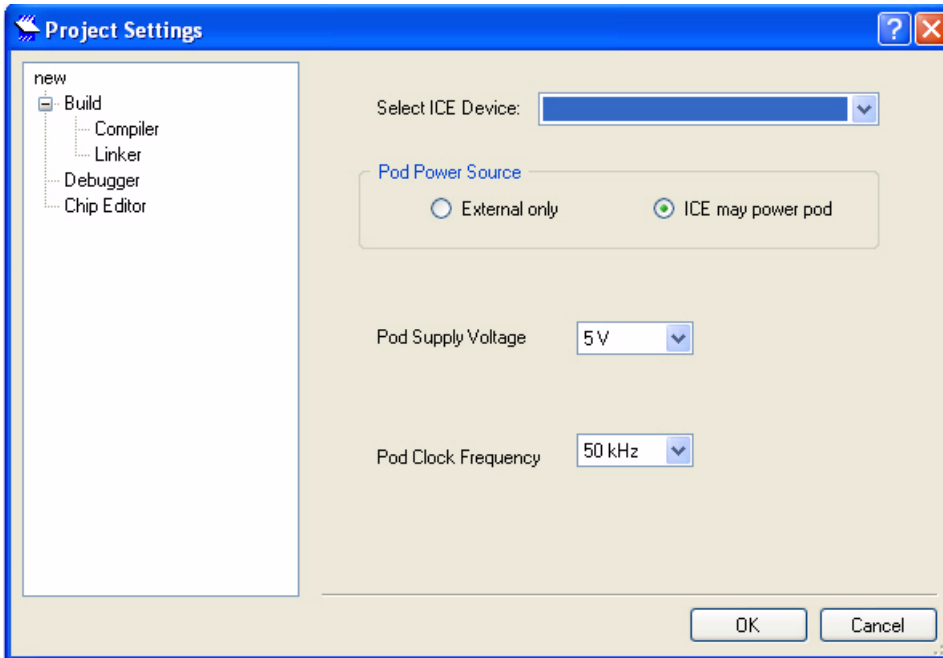 Project Settings
new
Build
Compiler
Linker
Debugger
Chip Editor
Select ICE Device:
Pod Power Source
External only
ICE may power pod
Pod Supply Voltage
5 V
Pod Clock Frequency
50 kHz
OK
Cancel